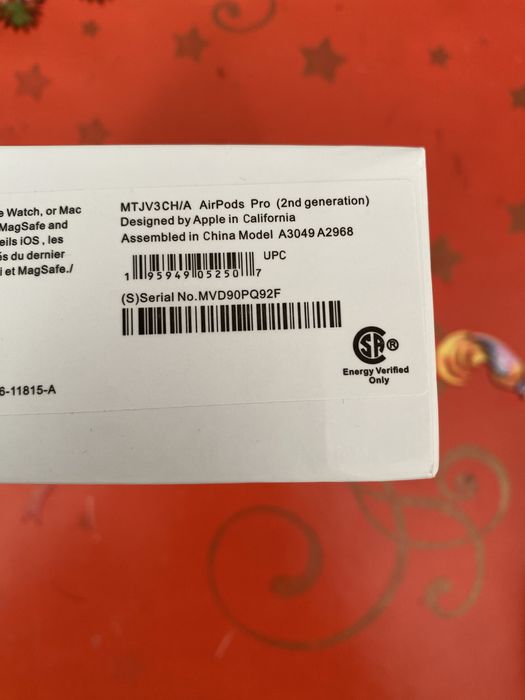 e Watch, or Mac
MagSafe and
eils iOS , les
s du dernier
i et MagSafe./
6-11815-A
MTJV3CH/A AirPods Pro (2nd generation)
Designed by Apple in California
Assembled in China Model A3049 A2968
UPC
1 95949 05250 7
(S)Serial No.MVD90PQ92F
CSA®
Energy Verified
Only